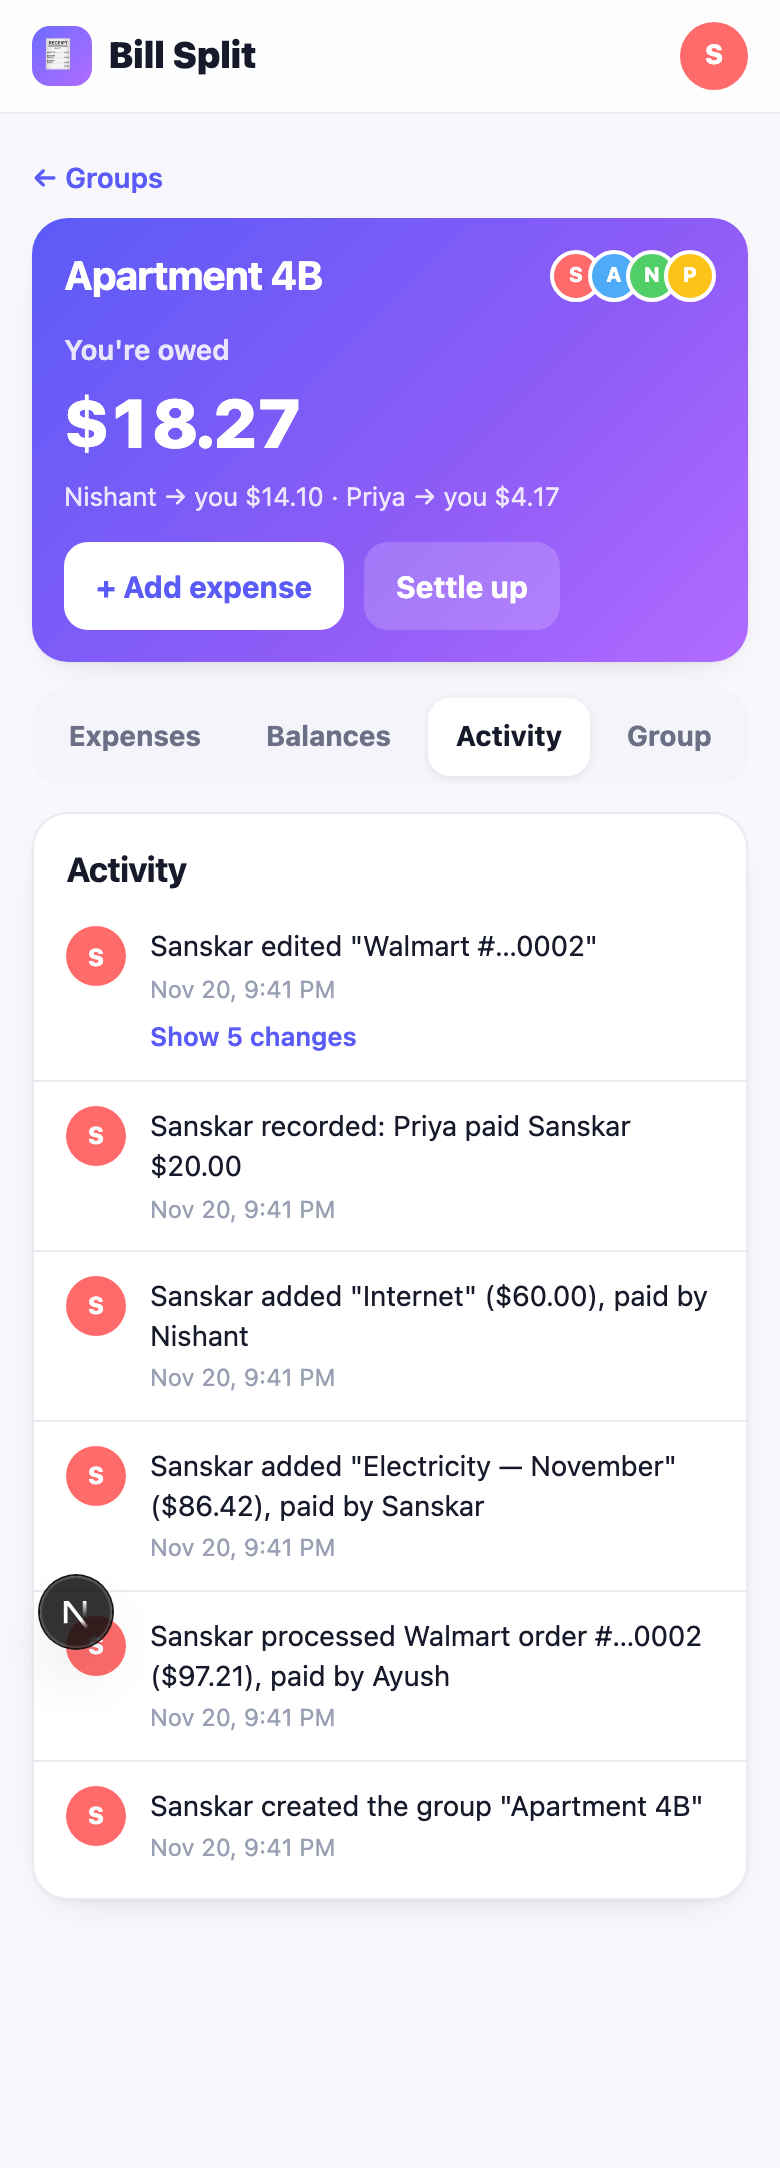 RECEIPT
Bill Split
S
← Groups
Apartment 4B
S A N P
You're owed
$18.27
Nishant → you $14.10 · Priya → you $4.17
+ Add expense
Settle up
Expenses
Balances
Activity
Group
Activity
S
Sanskar edited "Walmart #...0002"
Nov 20, 9:41 PM
Show 5 changes
S
Sanskar recorded: Priya paid Sanskar
$20.00
Nov 20, 9:41 PM
S
Sanskar added "Internet" ($60.00), paid by
Nishant
Nov 20, 9:41 PM
S
Sanskar added "Electricity — November"
($86.42), paid by Sanskar
Nov 20, 9:41 PM
N
S
Sanskar processed Walmart order #...0002
($97.21), paid by Ayush
Nov 20, 9:41 PM
S
Sanskar created the group "Apartment 4B"
Nov 20, 9:41 PM